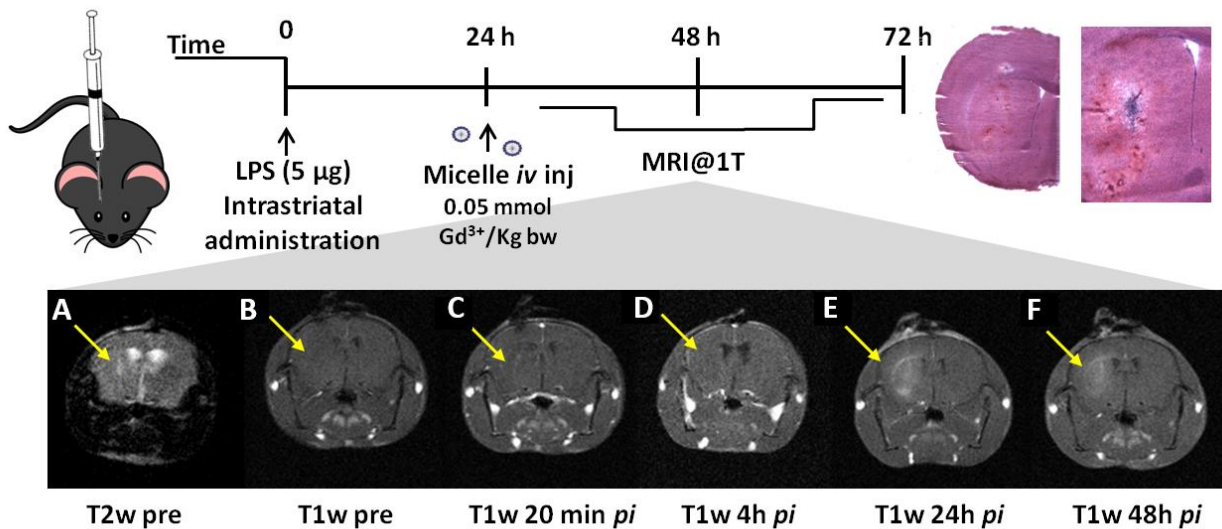 Time
0
24 h
48 h
72 h
LPS (5 µg)
Intrastriatal
administration
Micelle iv inj
0.05 mmol
Gd³⁺/Kg bw
MRI@1T
A
B
C
D
E
F
T2w pre
T1w pre
T1w 20 min pi
T1w 4h pi
T1w 24h pi
T1w 48h pi